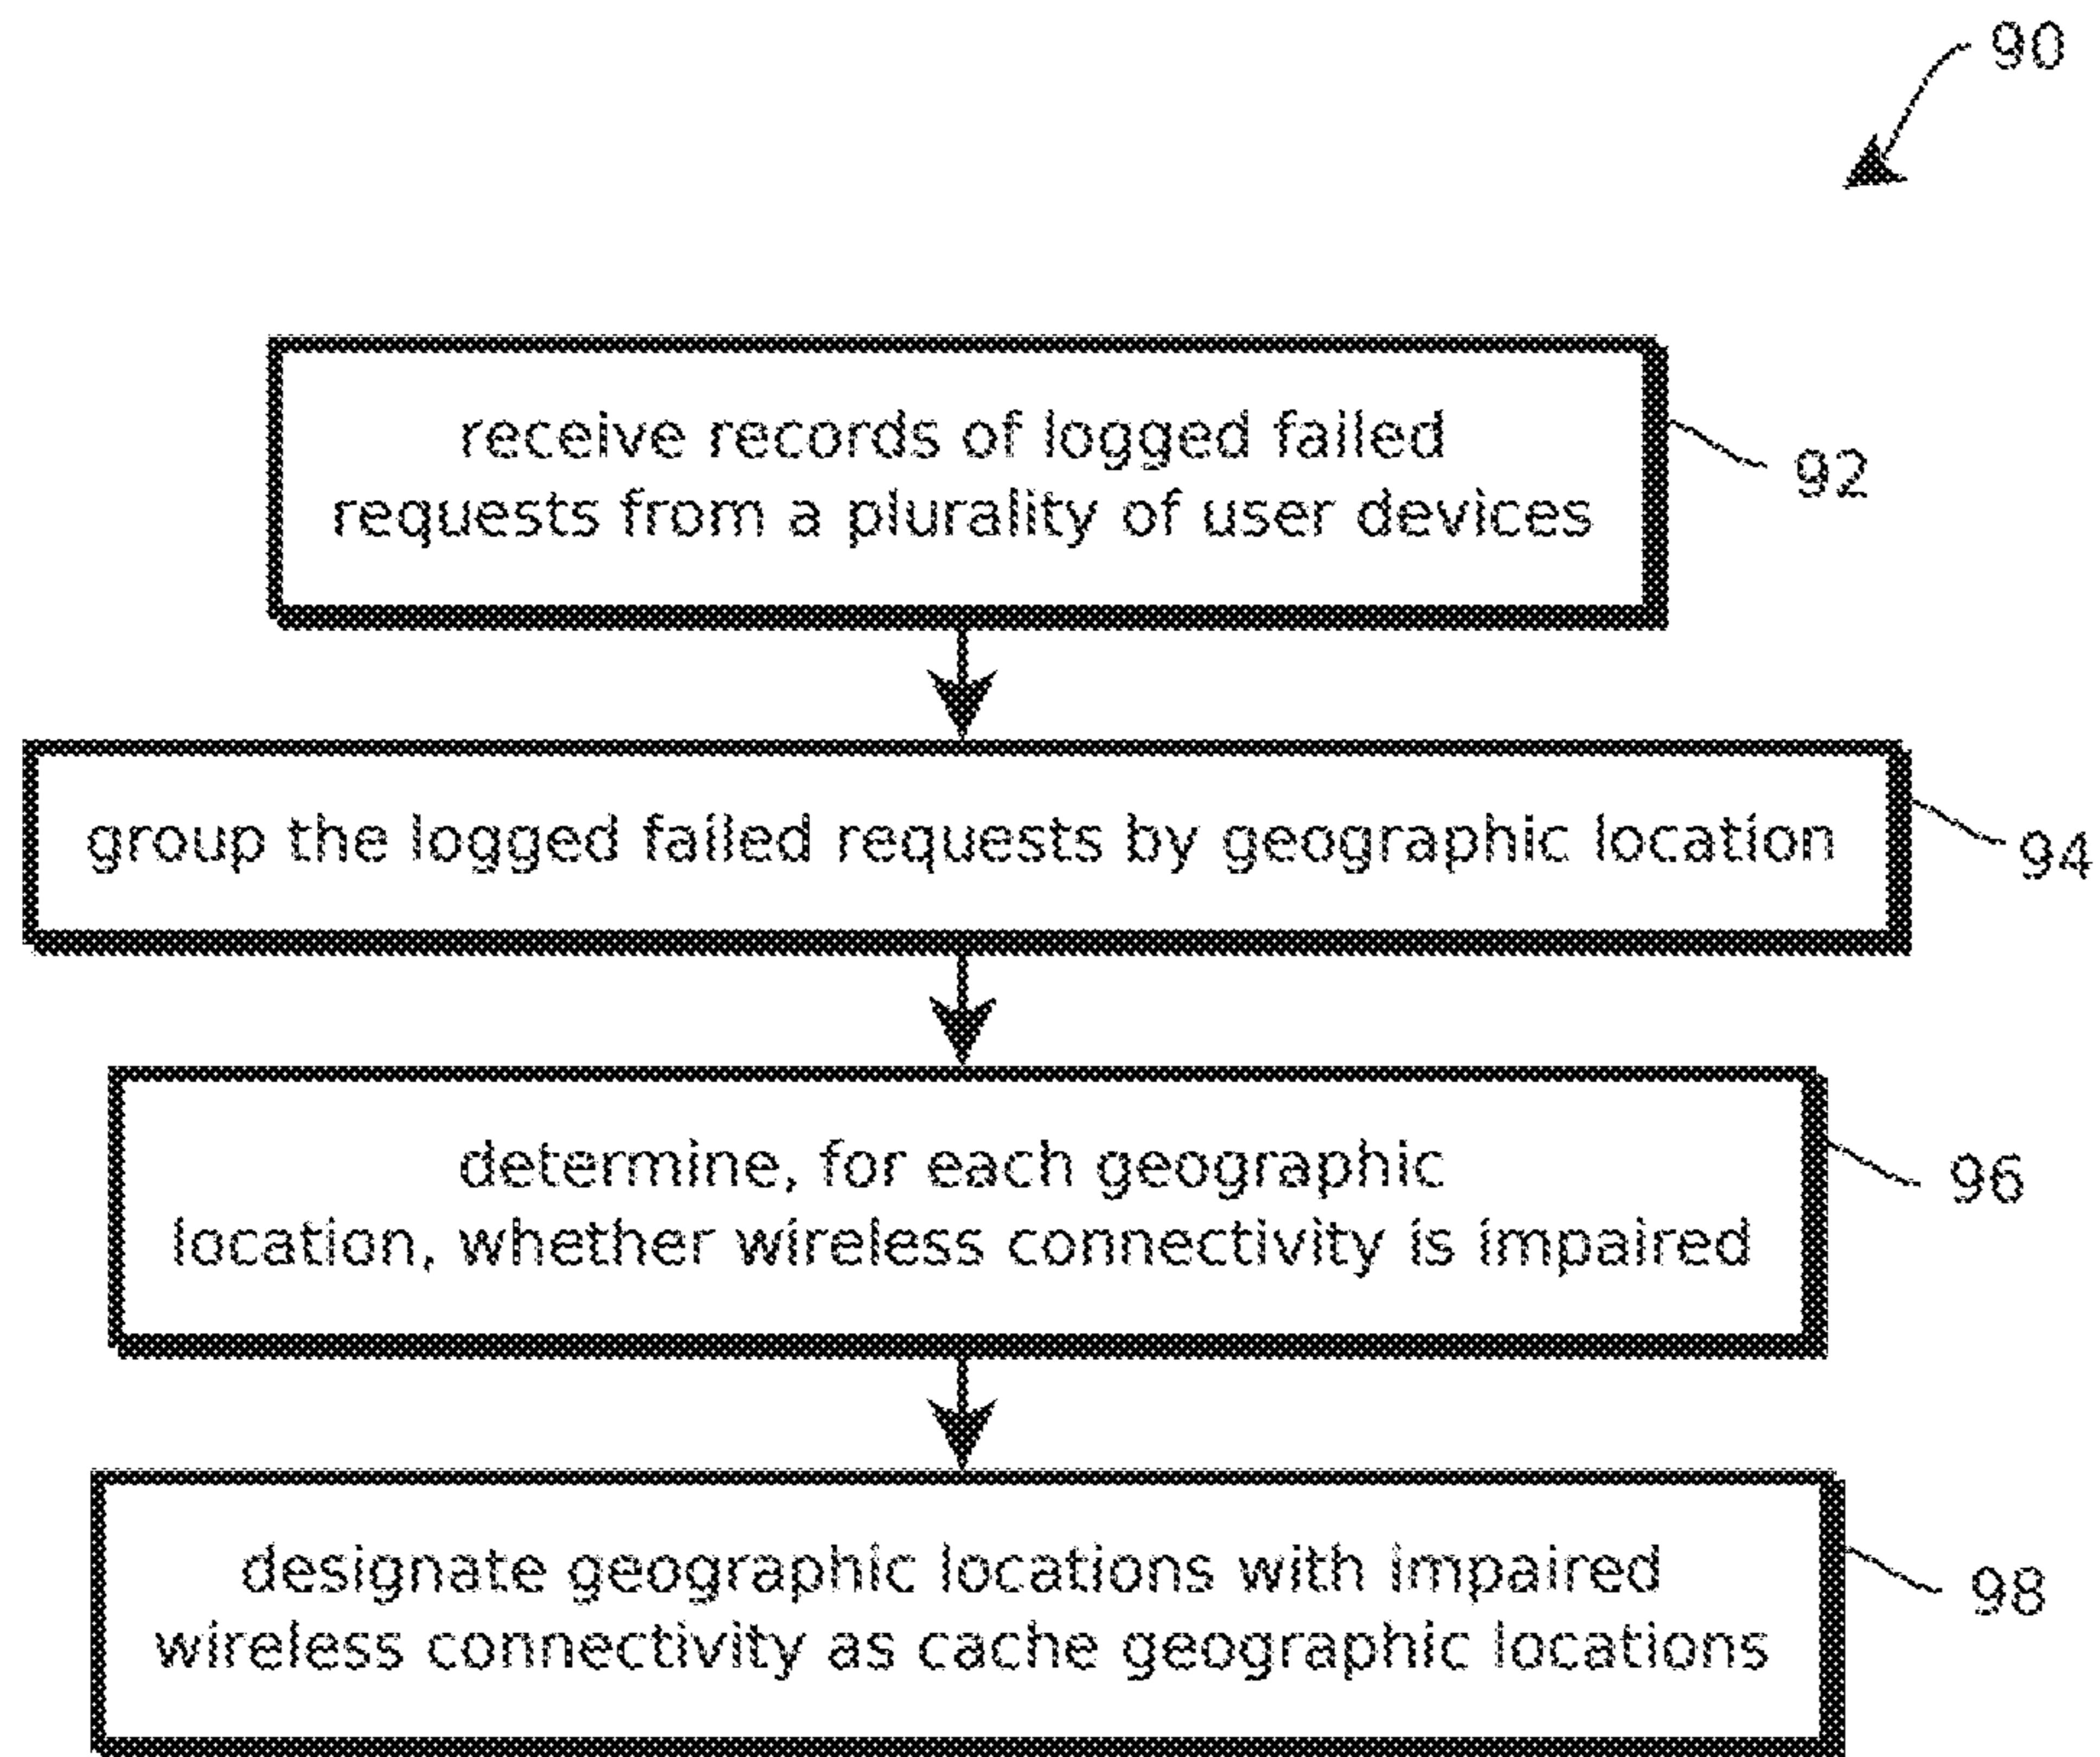 90
receive records of logged failed
requests from a plurality of user devices
92
group the logged failed requests by geographic location
94
determine, for each geographic
location, whether wireless connectivity is impaired
96
designate geographic locations with impaired
wireless connectivity as cache geographic locations
98